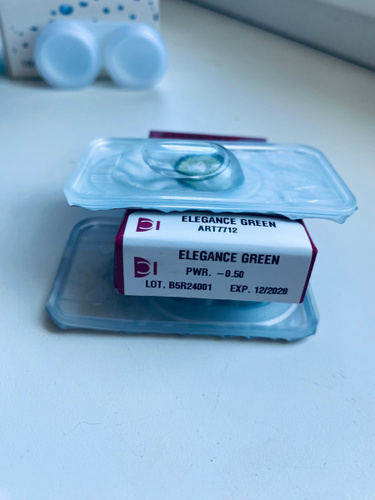 ELEGANCE GREEN
ART7712
ELEGANCE GREEN
PWR. -0.50
LOT. B5R24001 EXP. 12/2028